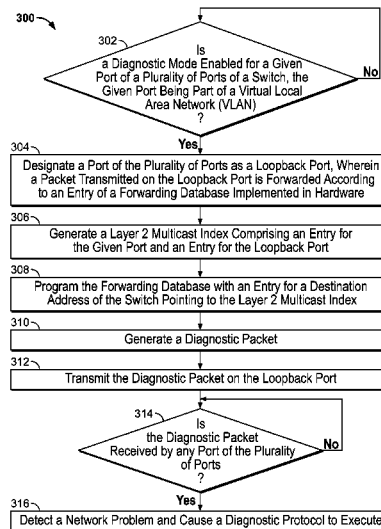 300
302
Is
a Diagnostic Mode Enabled for a Given
Port of a Plurality of Ports of a Switch, the
Given Port Being Part of a Virtual Local
Area Network (VLAN)
?
No
Yes
304
Designate a Port of the Plurality of Ports as a Loopback Port, Wherein
a Packet Transmitted on the Loopback Port is Forwarded According
to an Entry of a Forwarding Database Implemented in Hardware
306
Generate a Layer 2 Multicast Index Comprising an Entry for
the Given Port and an Entry for the Loopback Port
308
Program the Forwarding Database with an Entry for a Destination
Address of the Switch Pointing to the Layer 2 Multicast Index
310
Generate a Diagnostic Packet
312
Transmit the Diagnostic Packet on the Loopback Port
314
Is
the Diagnostic Packet
Received by any Port of the Plurality
of Ports
?
No
Yes
316
Detect a Network Problem and Cause a Diagnostic Protocol to Execute